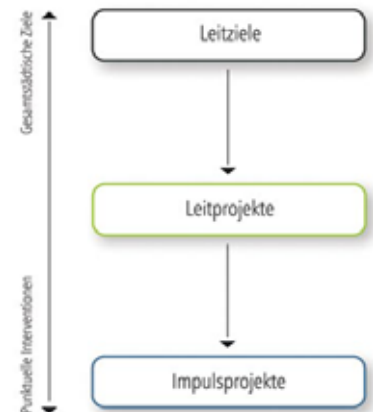 Gesamtstädtische Ziele
Leitziele
Leitprojekte
Punktuelle Interventionen
Impulsprojekte